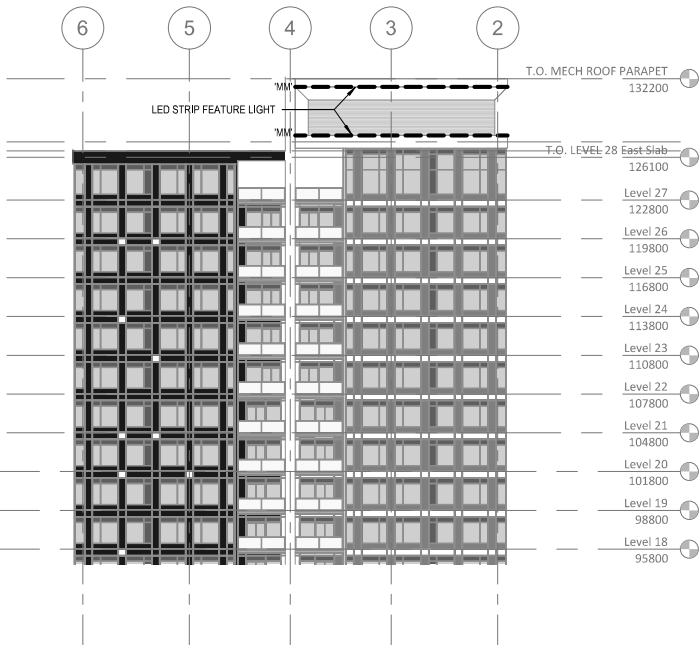 6 5 4 3 2
T.O. MECH ROOF PARAPET
132200
'MM'
LED STRIP FEATURE LIGHT
'MM'
T.O. LEVEL 28 East Slab
126100
Level 27
122800
Level 26
119800
Level 25
116800
Level 24
113800
Level 23
110800
Level 22
107800
Level 21
104800
Level 20
101800
Level 19
98800
Level 18
95800